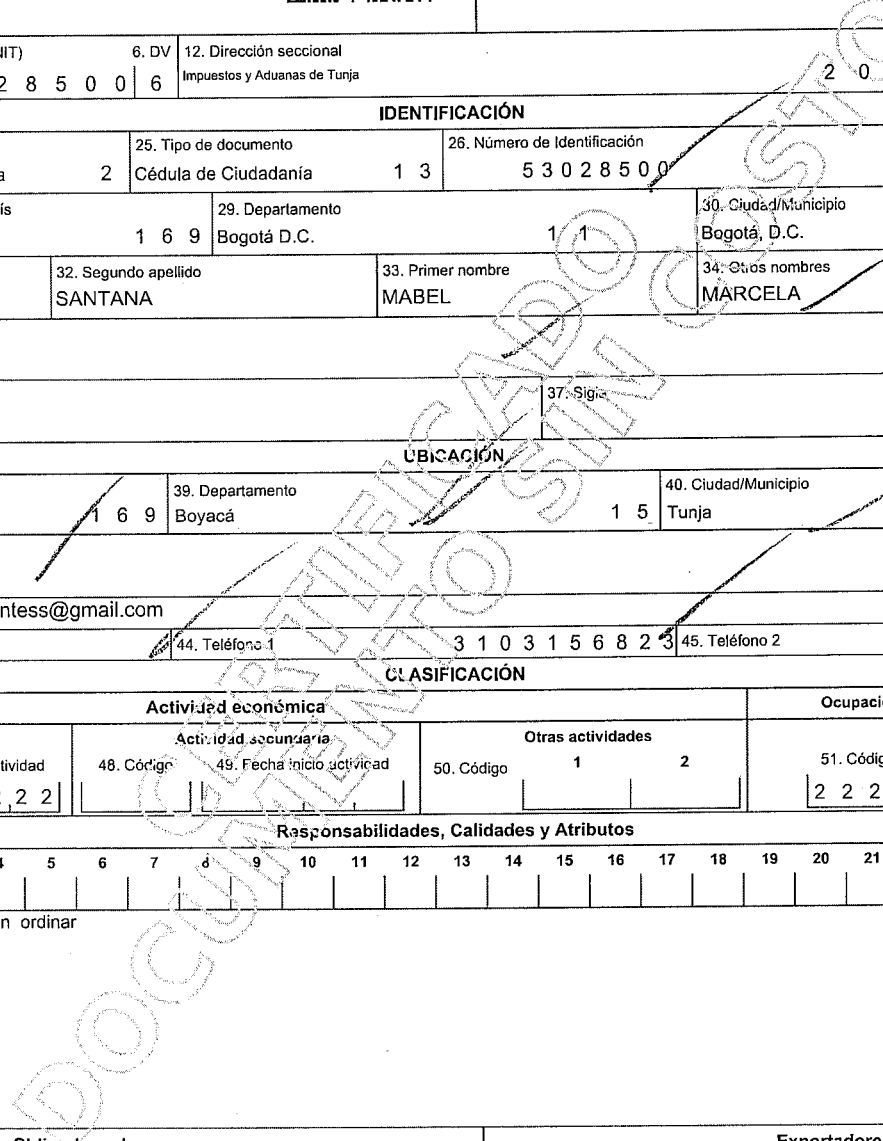 6. DV 12. Dirección seccional
2 8 5 0 0 6 Impuestos y Aduanas de Tunja 2 0
IDENTIFICACIÓN
25. Tipo de documento 26. Número de Identificación
2 Cédula de Ciudadanía 1 3 5 3 0 2 8 5 0 0
29. Departamento 30. Ciudad/Municipio
1 6 9 Bogotá D.C. 1 1 Bogotá, D.C.
32. Segundo apellido 33. Primer nombre 34. Otros nombres
SANTANA MABEL MARCELA
37. Sigla
UBICACIÓN
39. Departamento 40. Ciudad/Municipio
1 6 9 Boyacá 1 5 Tunja
ntess@gmail.com
44. Teléfono 1 3 1 0 3 1 5 6 8 2 3 45. Teléfono 2
CLASIFICACIÓN
Actividad económica Ocupaci
Actividad secundaria Otras actividades
tividad 48. Código 49. Fecha inicio actividad 50. Código 1 2 51. Códig
2 2 2 2 2
Responsabilidades, Calidades y Atributos
5 6 7 8 9 10 11 12 13 14 15 16 17 18 19 20 21
n ordinar
CERTIFICADO
DOCUMENTO SIN COSTO